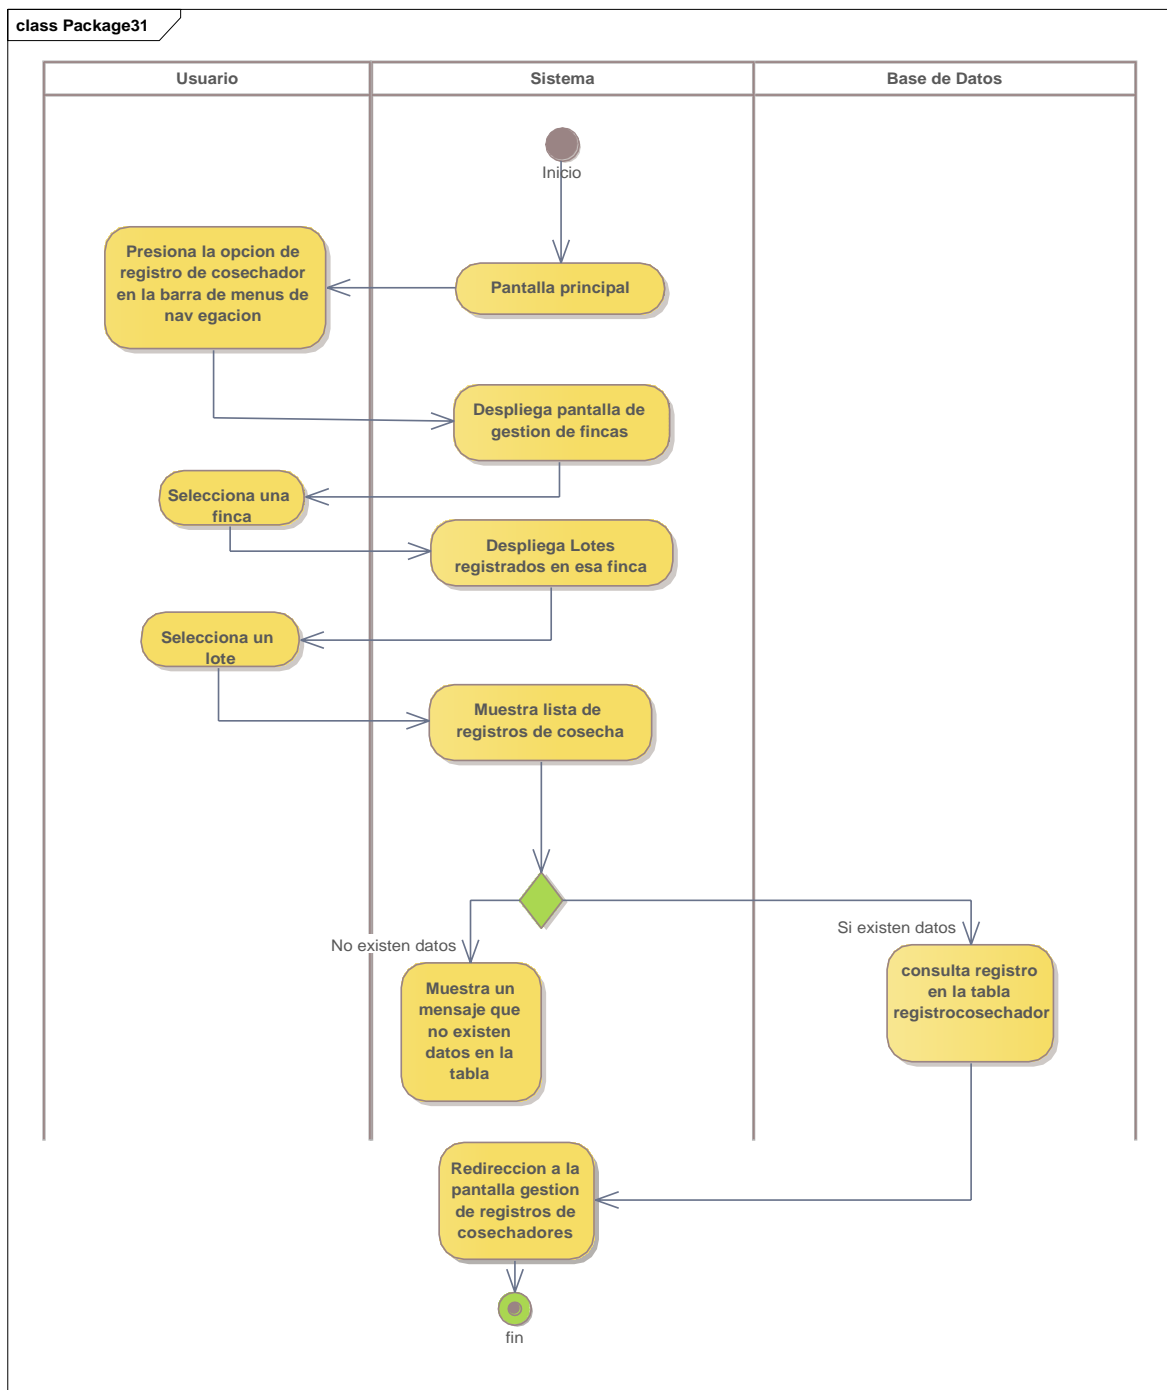 class Package31
Usuario
Sistema
Base de Datos
Inicio
Pantalla principal
Presiona la opcion de
registro de cosechador
en la barra de menus de
nav egacion
Despliega pantalla de
gestion de fincas
Selecciona una
finca
Despliega Lotes
registrados en esa finca
Selecciona un
lote
Muestra lista de
registros de cosecha
No existen datos
Si existen datos
Muestra un
mensaje que
no existen
datos en la
tabla
consulta registro
en la tabla
registrocosechador
Redireccion a la
pantalla gestion
de registros de
cosechadores
fin